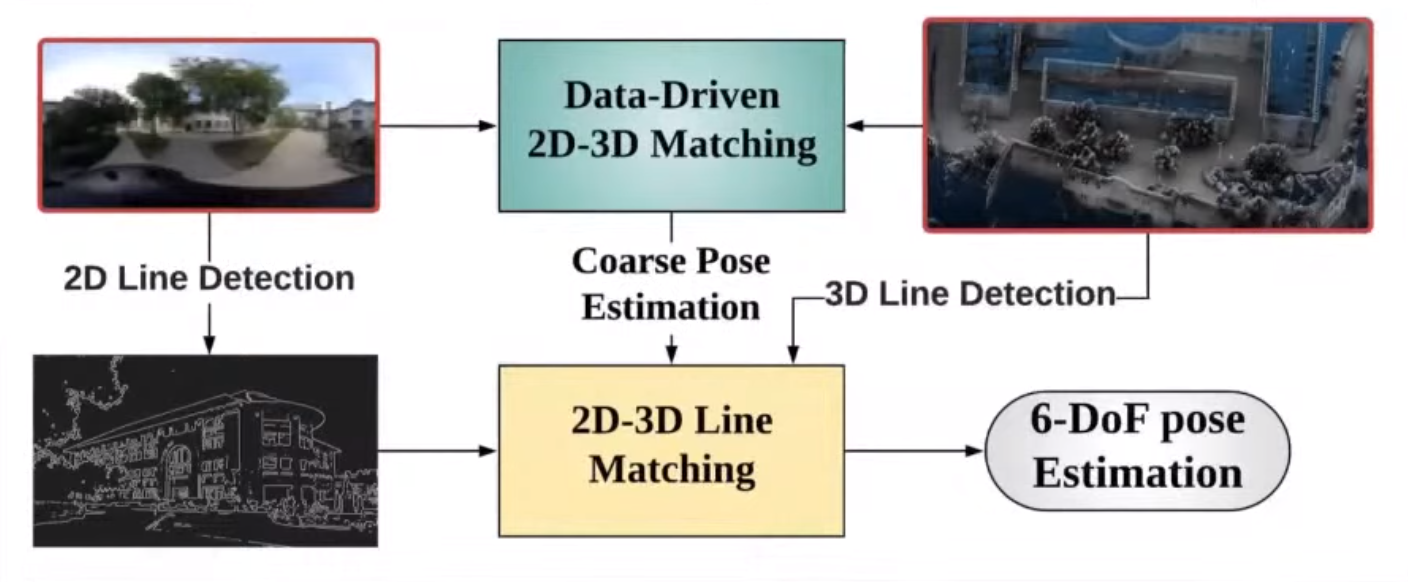 Data-Driven
2D-3D Matching
2D Line Detection
Coarse Pose
Estimation
3D Line Detection
2D-3D Line
Matching
6-DoF pose
Estimation